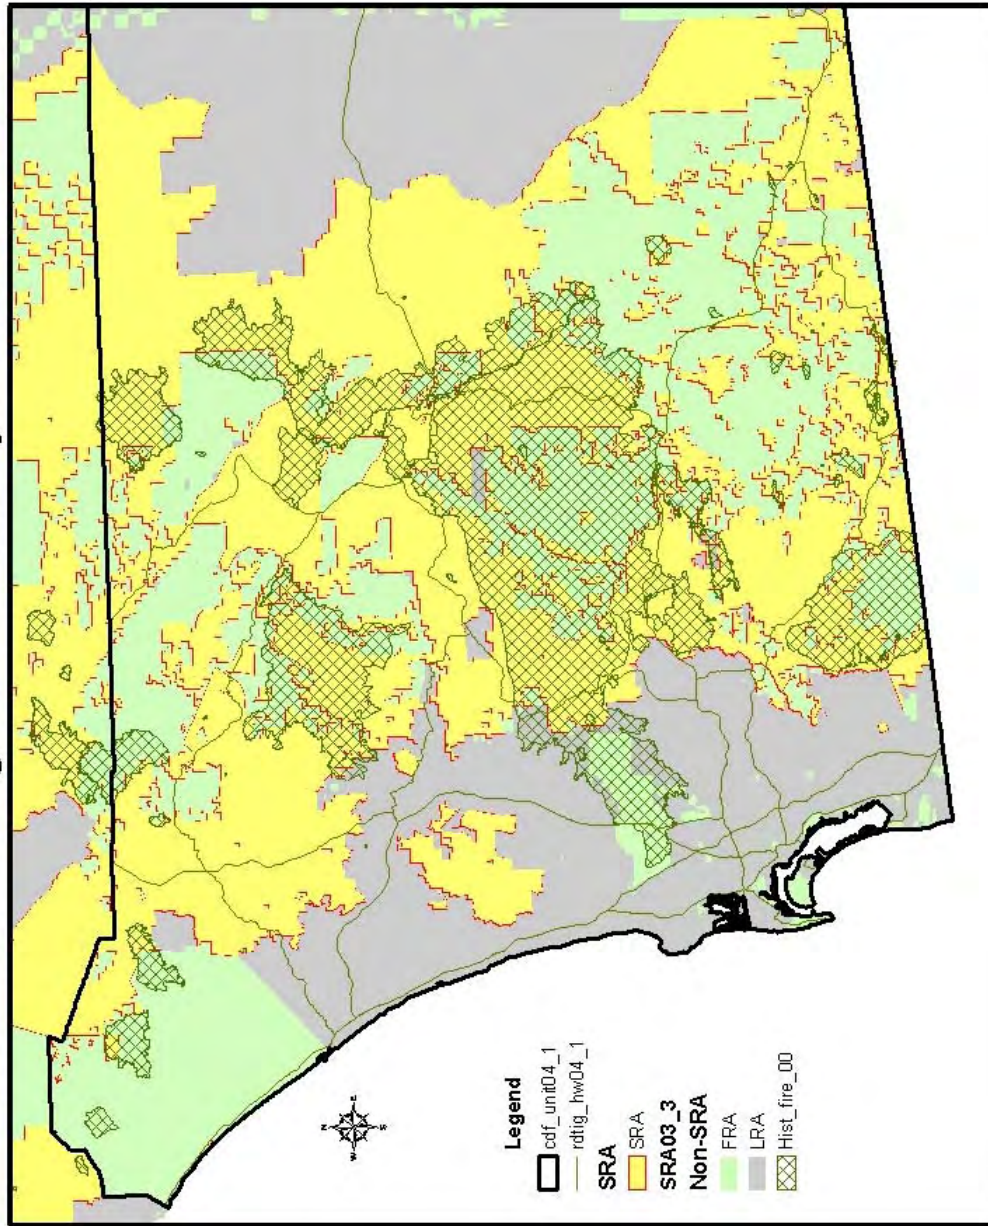 Legend
cdf_unit04_1
rdtig_hw04_1
SRA
SRA
SRA03_3
Non-SRA
FRA
LRA
Hist_fire_00
N
W E
S